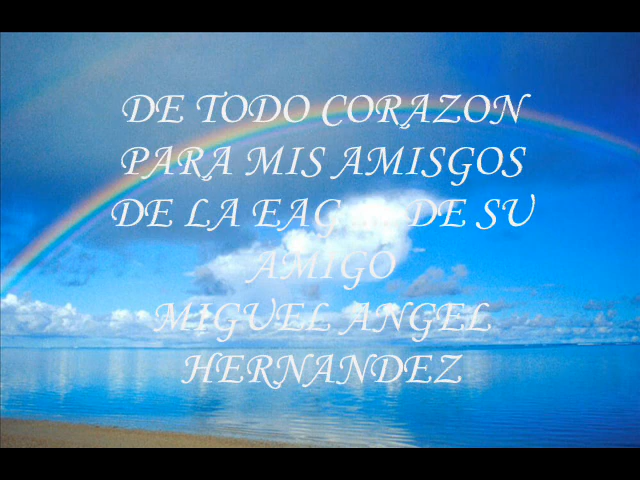 DE TODO CORAZON
PARA MIS AMISGOS
DE LA DE SU
AMIGO
MIGUEL ANGEL
HERNANDEZ